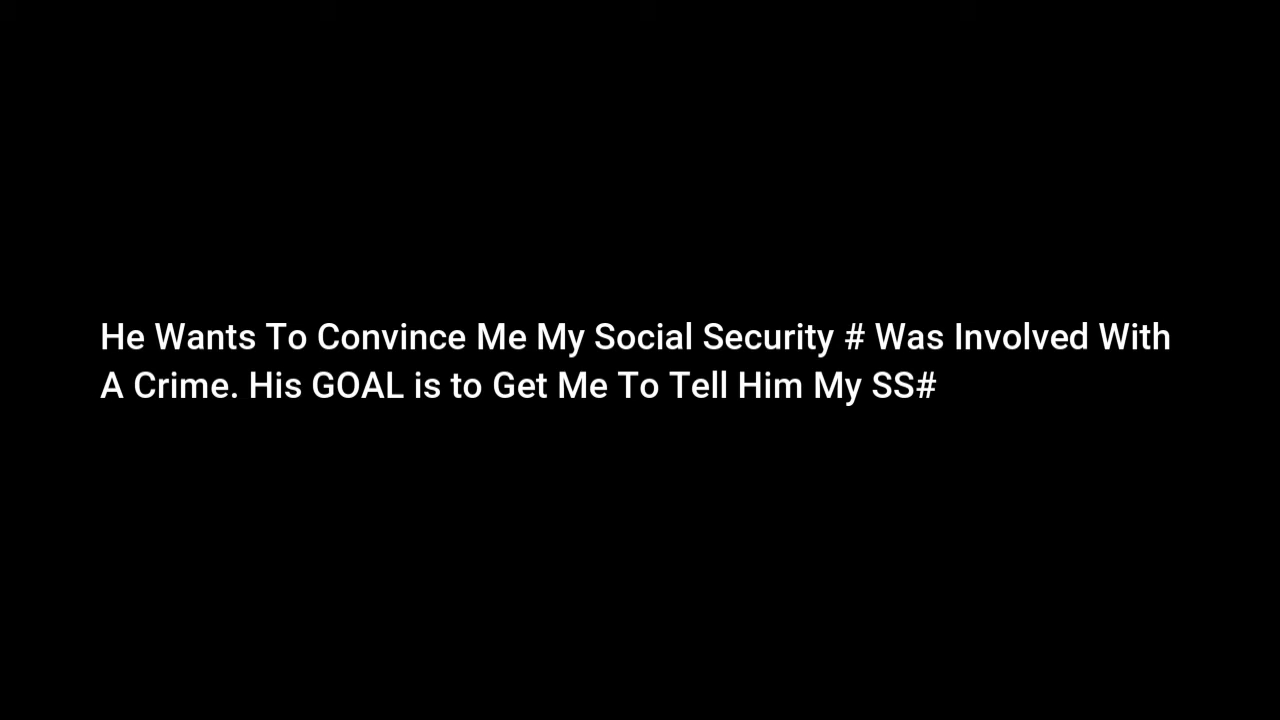 He Wants To Convince Me My Social Security # Was Involved With
A Crime. His GOAL is to Get Me To Tell Him My SS#